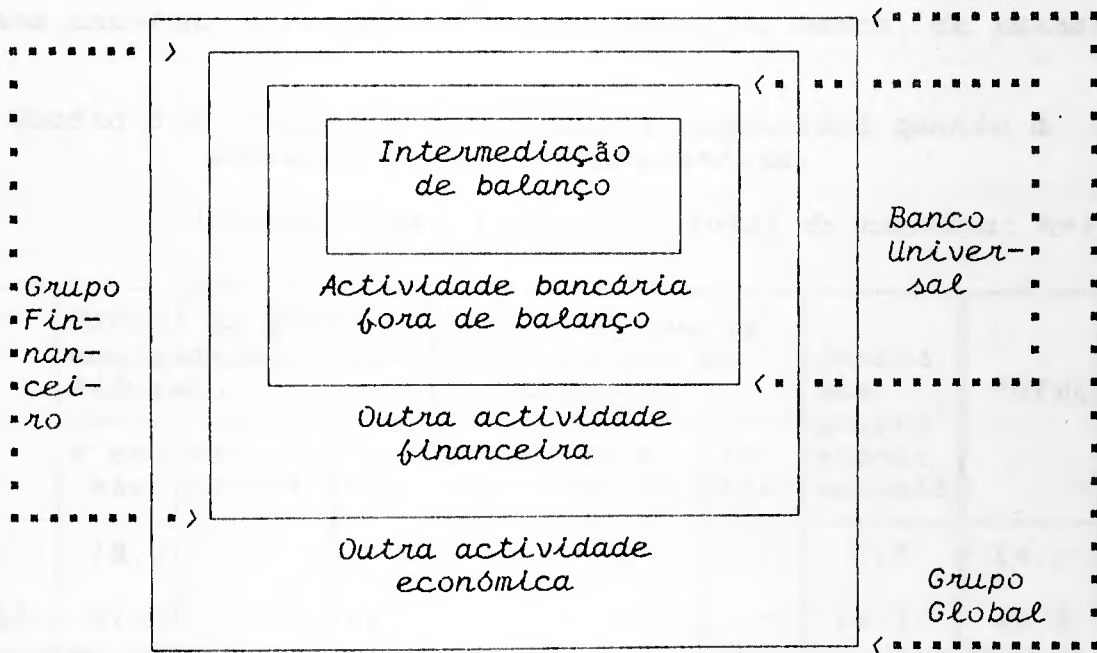 Intermediação
de balanço
Actividade bancária
fora de balanço
Outra actividade
financeira
Outra actividade
económica
Grupo
Fin-
nan-
cei-
ro
Banco
Univer-
sal
Grupo
Global